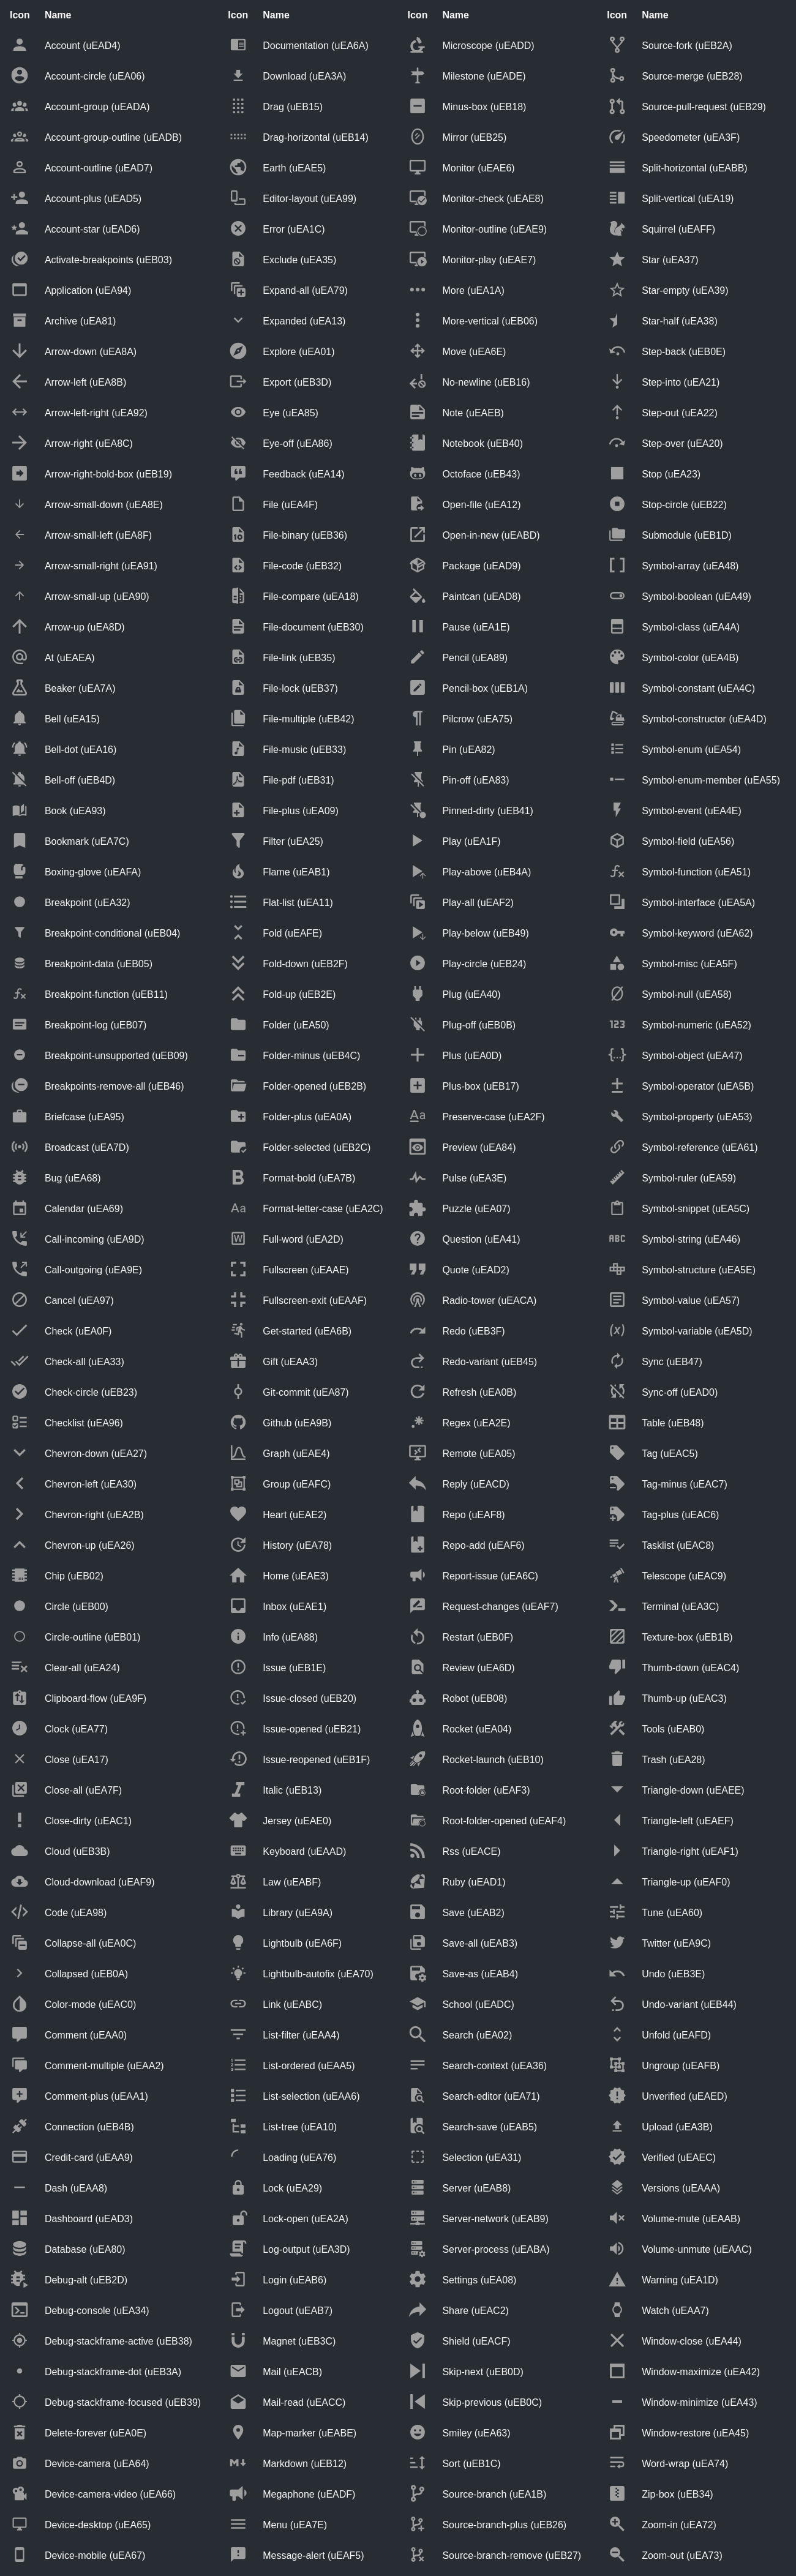 Icon Name Icon Name Icon Name Icon Name
Account (uEAD4) Documentation (uEA6A) Microscope (uEADD) Source-fork (uEB2A)
Account-circle (uEA06) Download (uEA3A) Milestone (uEADE) Source-merge (uEB28)
Account-group (uEADA) Drag (uEB15) Minus-box (uEB18) Source-pull-request (uEB29)
Account-group-outline (uEADB) Drag-horizontal (uEB14) Mirror (uEB25) Speedometer (uEA3F)
Account-outline (uEAD7) Earth (uEAE5) Monitor (uEAE6) Split-horizontal (uEABB)
Account-plus (uEAD5) Editor-layout (uEA99) Monitor-check (uEAE8) Split-vertical (uEA19)
Account-star (uEAD6) Error (uEA1C) Monitor-outline (uEAE9) Squirrel (uEAFF)
Activate-breakpoints (uEB03) Exclude (uEA35) Monitor-play (uEAE7) Star (uEA37)
Application (uEA94) Expand-all (uEA79) More (uEA1A) Star-empty (uEA39)
Archive (uEA81) Expanded (uEA13) More-vertical (uEB06) Star-half (uEA38)
Arrow-down (uEA8A) Explore (uEA01) Move (uEA6E) Step-back (uEB0E)
Arrow-left (uEA8B) Export (uEB3D) No-newline (uEB16) Step-into (uEA21)
Arrow-left-right (uEA92) Eye (uEA85) Note (uEAEB) Step-out (uEA22)
Arrow-right (uEA8C) Eye-off (uEA86) Notebook (uEB40) Step-over (uEA20)
Arrow-right-bold-box (uEB19) Feedback (uEA14) Octoface (uEB43) Stop (uEA23)
Arrow-small-down (uEA8E) File (uEA4F) Open-file (uEA12) Stop-circle (uEB22)
Arrow-small-left (uEA8F) File-binary (uEB36) Open-in-new (uEABD) Submodule (uEB1D)
Arrow-small-right (uEA91) File-code (uEB32) Package (uEAD9) Symbol-array (uEA48)
Arrow-small-up (uEA90) File-compare (uEA18) Paintcan (uEAD8) Symbol-boolean (uEA49)
Arrow-up (uEA8D) File-document (uEB30) Pause (uEA1E) Symbol-class (uEA4A)
At (uEAEA) File-link (uEB35) Pencil (uEA89) Symbol-color (uEA4B)
Beaker (uEA7A) File-lock (uEB37) Pencil-box (uEB1A) Symbol-constant (uEA4C)
Bell (uEA15) File-multiple (uEB42) Pilcrow (uEA75) Symbol-constructor (uEA4D)
Bell-dot (uEA16) File-music (uEB33) Pin (uEA82) Symbol-enum (uEA54)
Bell-off (uEB4D) File-pdf (uEB31) Pin-off (uEA83) Symbol-enum-member (uEA55)
Book (uEA93) File-plus (uEA09) Pinned-dirty (uEB41) Symbol-event (uEA4E)
Bookmark (uEA7C) Filter (uEA25) Play (uEA1F) Symbol-field (uEA56)
Boxing-glove (uEAFA) Flame (uEAB1) Play-above (uEB4A) Symbol-function (uEA51)
Breakpoint (uEA32) Flat-list (uEA11) Play-all (uEAF2) Symbol-interface (uEA5A)
Breakpoint-conditional (uEB04) Fold (uEAFE) Play-below (uEB49) Symbol-keyword (uEA62)
Breakpoint-data (uEB05) Fold-down (uEB2F) Play-circle (uEB24) Symbol-misc (uEA5F)
Breakpoint-function (uEB11) Fold-up (uEB2E) Plug (uEA40) Symbol-null (uEA58)
Breakpoint-log (uEB07) Folder (uEA50) Plug-off (uEB0B) Symbol-numeric (uEA52)
Breakpoint-unsupported (uEB09) Folder-minus (uEB4C) Plus (uEA0D) Symbol-object (uEA47)
Breakpoints-remove-all (uEB46) Folder-opened (uEB2B) Plus-box (uEB17) Symbol-operator (uEA5B)
Briefcase (uEA95) Folder-plus (uEA0A) Preserve-case (uEA2F) Symbol-property (uEA53)
Broadcast (uEA7D) Folder-selected (uEB2C) Preview (uEA84) Symbol-reference (uEA61)
Bug (uEA68) Format-bold (uEA7B) Pulse (uEA3E) Symbol-ruler (uEA59)
Calendar (uEA69) Format-letter-case (uEA2C) Puzzle (uEA07) Symbol-snippet (uEA5C)
Call-incoming (uEA9D) Full-word (uEA2D) Question (uEA41) Symbol-string (uEA46)
Call-outgoing (uEA9E) Fullscreen (uEAAE) Quote (uEAD2) Symbol-structure (uEA5E)
Cancel (uEA97) Fullscreen-exit (uEAAF) Radio-tower (uEACA) Symbol-value (uEA57)
Check (uEA0F) Get-started (uEA6B) Redo (uEB3F) Symbol-variable (uEA5D)
Check-all (uEA33) Gift (uEAA3) Redo-variant (uEB45) Sync (uEB47)
Check-circle (uEB23) Git-commit (uEA87) Refresh (uEA0B) Sync-off (uEAD0)
Checklist (uEA96) Github (uEA9B) Regex (uEA2E) Table (uEB48)
Chevron-down (uEA27) Graph (uEAE4) Remote (uEA05) Tag (uEAC5)
Chevron-left (uEA30) Group (uEAFC) Reply (uEACD) Tag-minus (uEAC7)
Chevron-right (uEA2B) Heart (uEAE2) Repo (uEAF8) Tag-plus (uEAC6)
Chevron-up (uEA26) History (uEA78) Repo-add (uEAF6) Tasklist (uEAC8)
Chip (uEB02) Home (uEAE3) Report-issue (uEA6C) Telescope (uEAC9)
Circle (uEB00) Inbox (uEAE1) Request-changes (uEAF7) Terminal (uEA3C)
Circle-outline (uEB01) Info (uEA88) Restart (uEB0F) Texture-box (uEB1B)
Clear-all (uEA24) Issue (uEB1E) Review (uEA6D) Thumb-down (uEAC4)
Clipboard-flow (uEA9F) Issue-closed (uEB20) Robot (uEB08) Thumb-up (uEAC3)
Clock (uEA77) Issue-opened (uEB21) Rocket (uEA04) Tools (uEAB0)
Close (uEA17) Issue-reopened (uEB1F) Rocket-launch (uEB10) Trash (uEA28)
Close-all (uEA7F) Italic (uEB13) Root-folder (uEAF3) Triangle-down (uEAEE)
Close-dirty (uEAC1) Jersey (uEAE0) Root-folder-opened (uEAF4) Triangle-left (uEAEF)
Cloud (uEB3B) Keyboard (uEAAD) Rss (uEACE) Triangle-right (uEAF1)
Cloud-download (uEAF9) Law (uEABF) Ruby (uEAD1) Triangle-up (uEAF0)
Code (uEA98) Library (uEA9A) Save (uEAB2) Tune (uEA60)
Collapse-all (uEA0C) Lightbulb (uEA6F) Save-all (uEAB3) Twitter (uEA9C)
Collapsed (uEB0A) Lightbulb-autofix (uEA70) Save-as (uEAB4) Undo (uEB3E)
Color-mode (uEAC0) Link (uEABC) School (uEADC) Undo-variant (uEB44)
Comment (uEAA0) List-filter (uEAA4) Search (uEA02) Unfold (uEAFD)
Comment-multiple (uEAA2) List-ordered (uEAA5) Search-context (uEA36) Ungroup (uEAFB)
Comment-plus (uEAA1) List-selection (uEAA6) Search-editor (uEA71) Unverified (uEAED)
Connection (uEB4B) List-tree (uEA10) Search-save (uEAB5) Upload (uEA3B)
Credit-card (uEAA9) Loading (uEA76) Selection (uEA31) Verified (uEAEC)
Dash (uEAA8) Lock (uEA29) Server (uEAB8) Versions (uEAAA)
Dashboard (uEAD3) Lock-open (uEA2A) Server-network (uEAB9) Volume-mute (uEAAB)
Database (uEA80) Log-output (uEA3D) Server-process (uEABA) Volume-unmute (uEAAC)
Debug-alt (uEB2D) Login (uEAB6) Settings (uEA08) Warning (uEA1D)
Debug-console (uEA34) Logout (uEAB7) Share (uEAC2) Watch (uEAA7)
Debug-stackframe-active (uEB38) Magnet (uEB3C) Shield (uEACF) Window-close (uEA44)
Debug-stackframe-dot (uEB3A) Mail (uEACB) Skip-next (uEB0D) Window-maximize (uEA42)
Debug-stackframe-focused (uEB39) Mail-read (uEACC) Skip-previous (uEB0C) Window-minimize (uEA43)
Delete-forever (uEA0E) Map-marker (uEABE) Smiley (uEA63) Window-restore (uEA45)
Device-camera (uEA64) Markdown (uEB12) Sort (uEB1C) Word-wrap (uEA74)
Device-camera-video (uEA66) Megaphone (uEADF) Source-branch (uEA1B) Zip-box (uEB34)
Device-desktop (uEA65) Menu (uEA7E) Source-branch-plus (uEB26) Zoom-in (uEA72)
Device-mobile (uEA67) Message-alert (uEAF5) Source-branch-remove (uEB27) Zoom-out (uEA73)